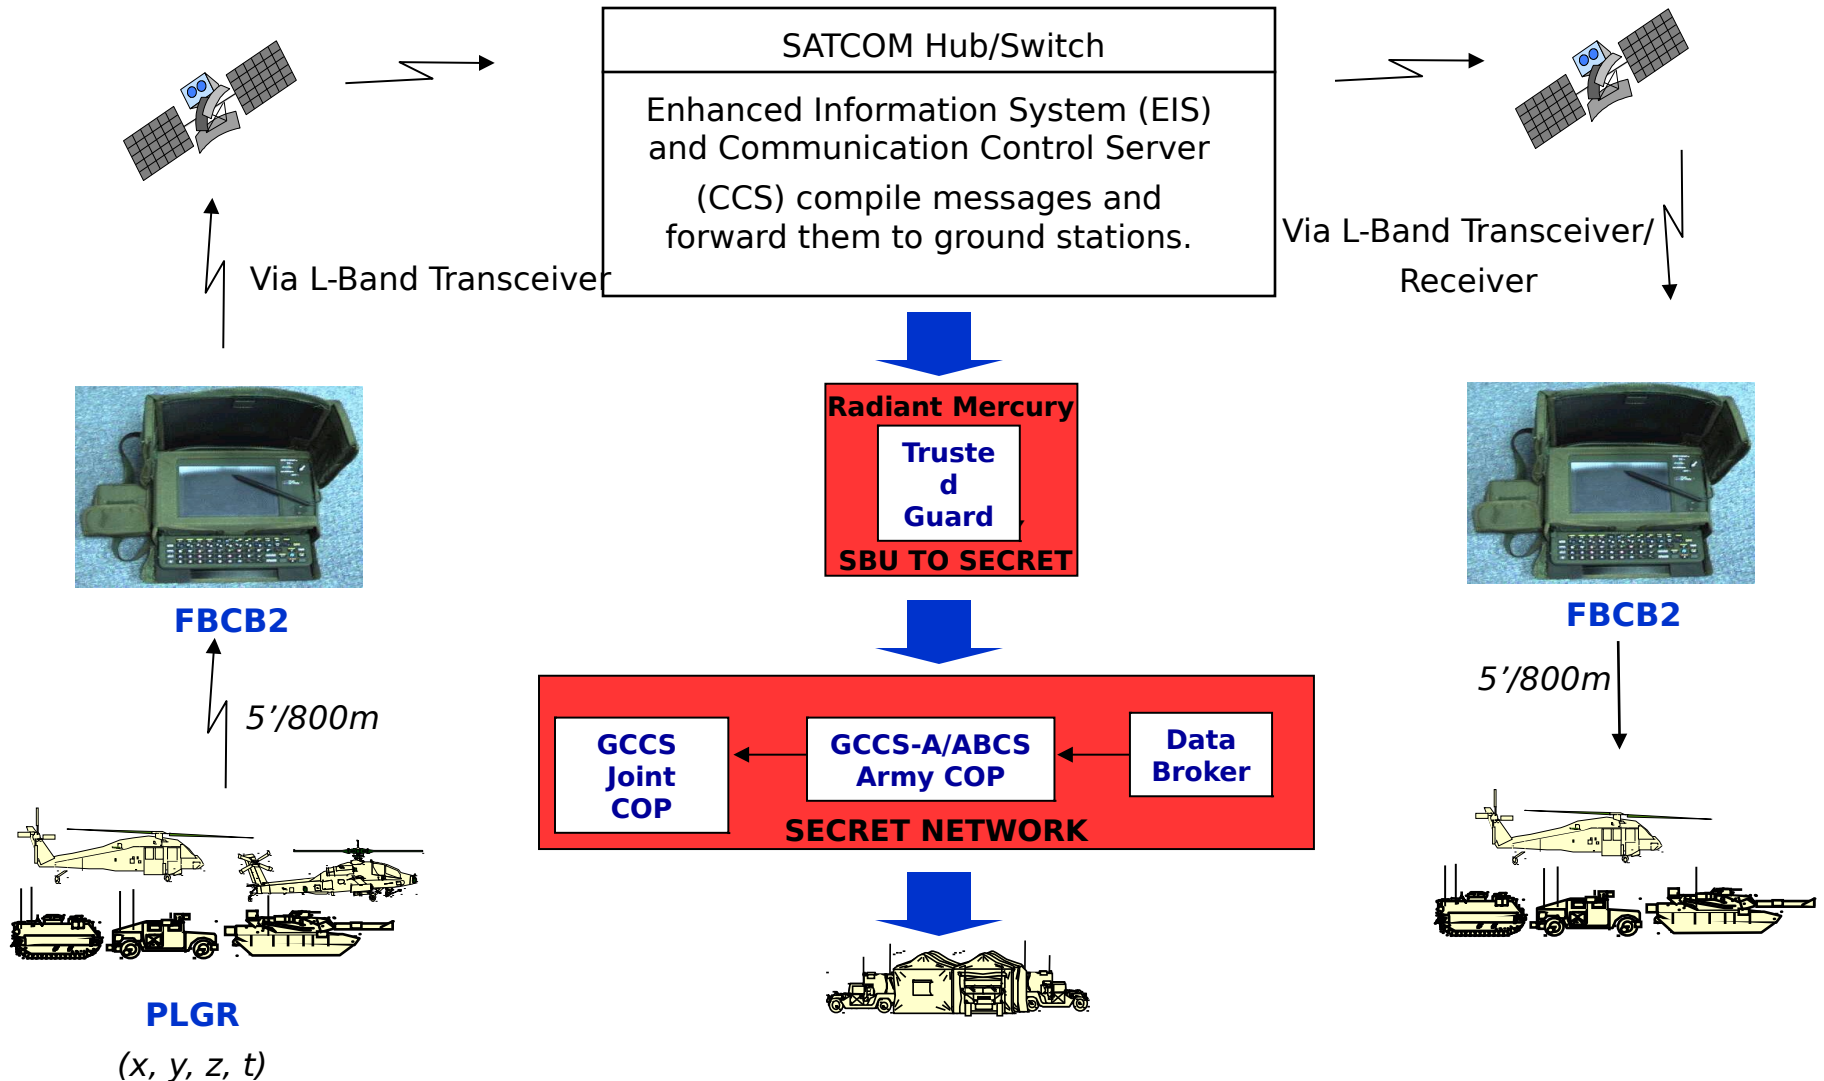 SATCOM Hub/Switch
Enhanced Information System (EIS)
and Communication Control Server
(CCS) compile messages and
forward them to ground stations.
Via L-Band Transceiver
Via L-Band Transceiver/
Receiver
Radiant Mercury
Truste
d
Guard
SBU TO SECRET
FBCB2
FBCB2
5’/800m
5’/800m
GCCS
Joint
COP
GCCS-A/ABCS
Army COP
Data
Broker
SECRET NETWORK
PLGR
(x, y, z, t)